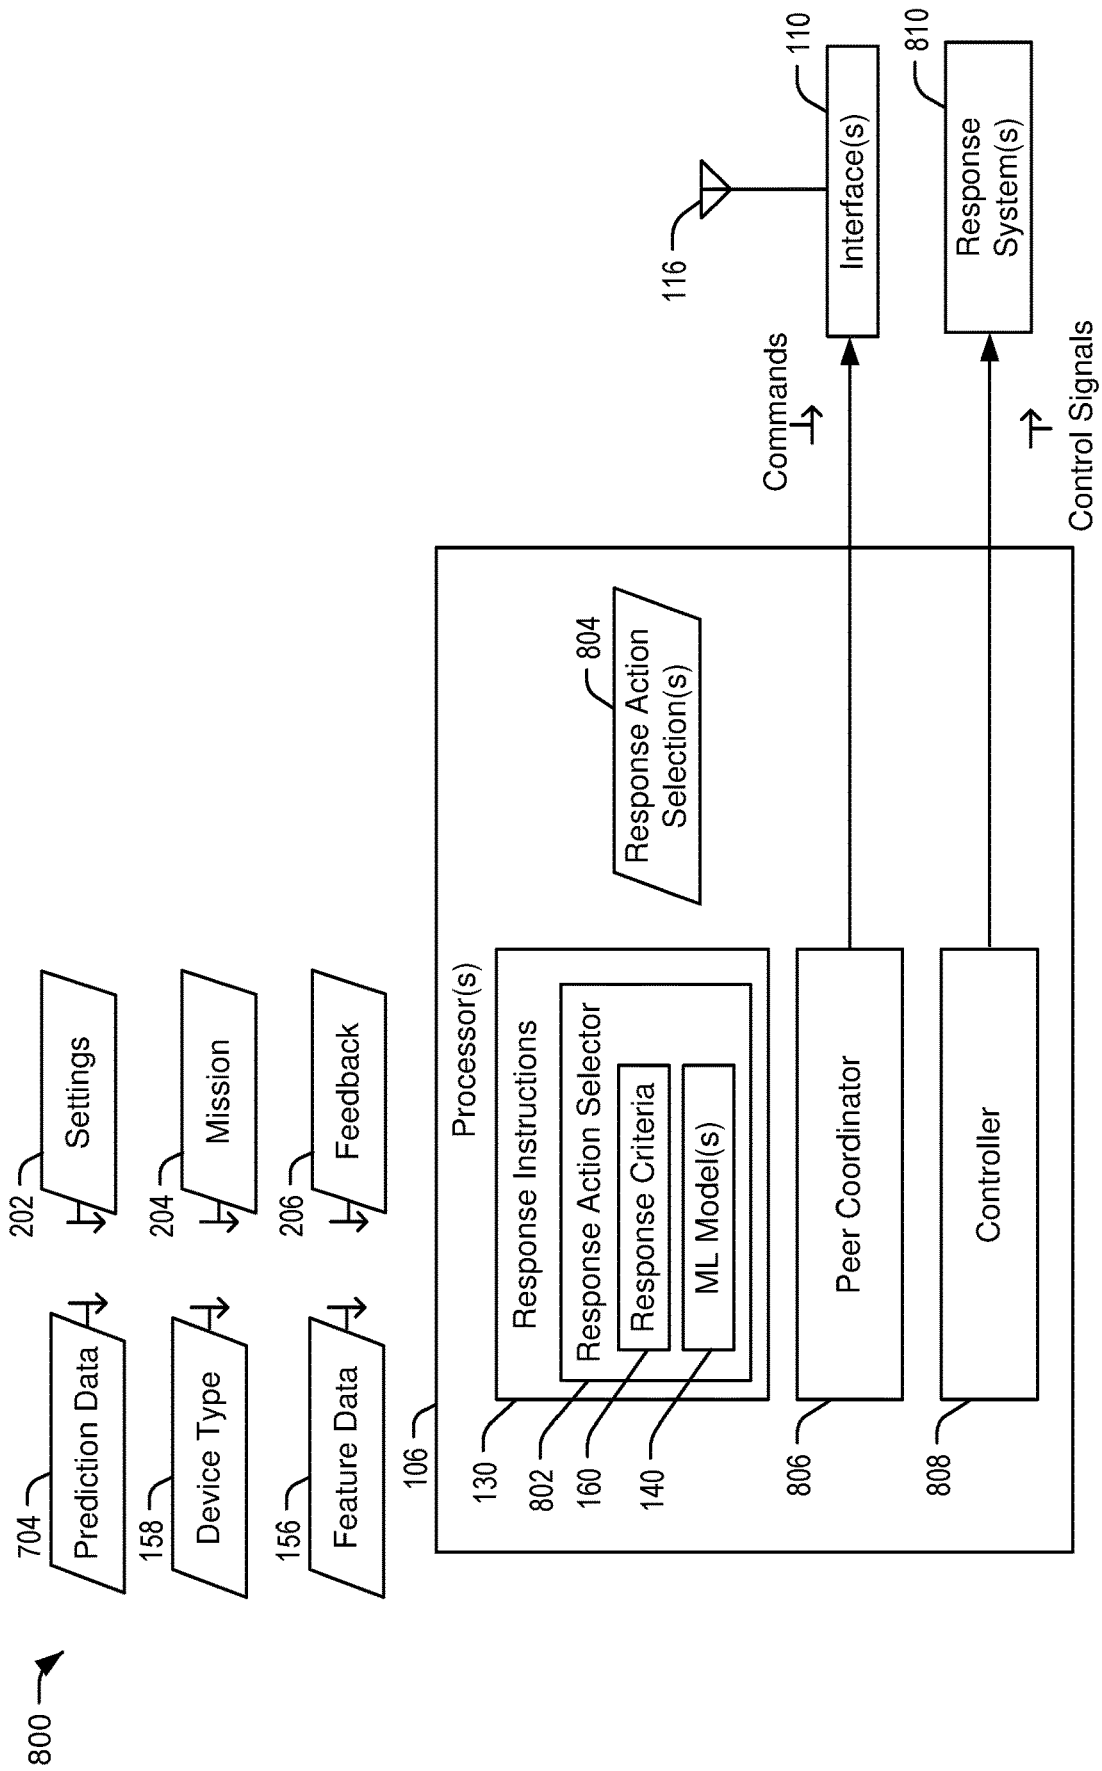 800
704
Prediction Data
202
Settings
158
Device Type
204
Mission
156
Feature Data
206
Feedback
106
Processor(s)
130
Response Instructions
802
Response Action Selector
160
Response Criteria
140
ML Model(s)
804
Response Action
Selection(s)
806
Peer Coordinator
808
Controller
116
Commands
110
Interface(s)
810
Response
System(s)
Control Signals